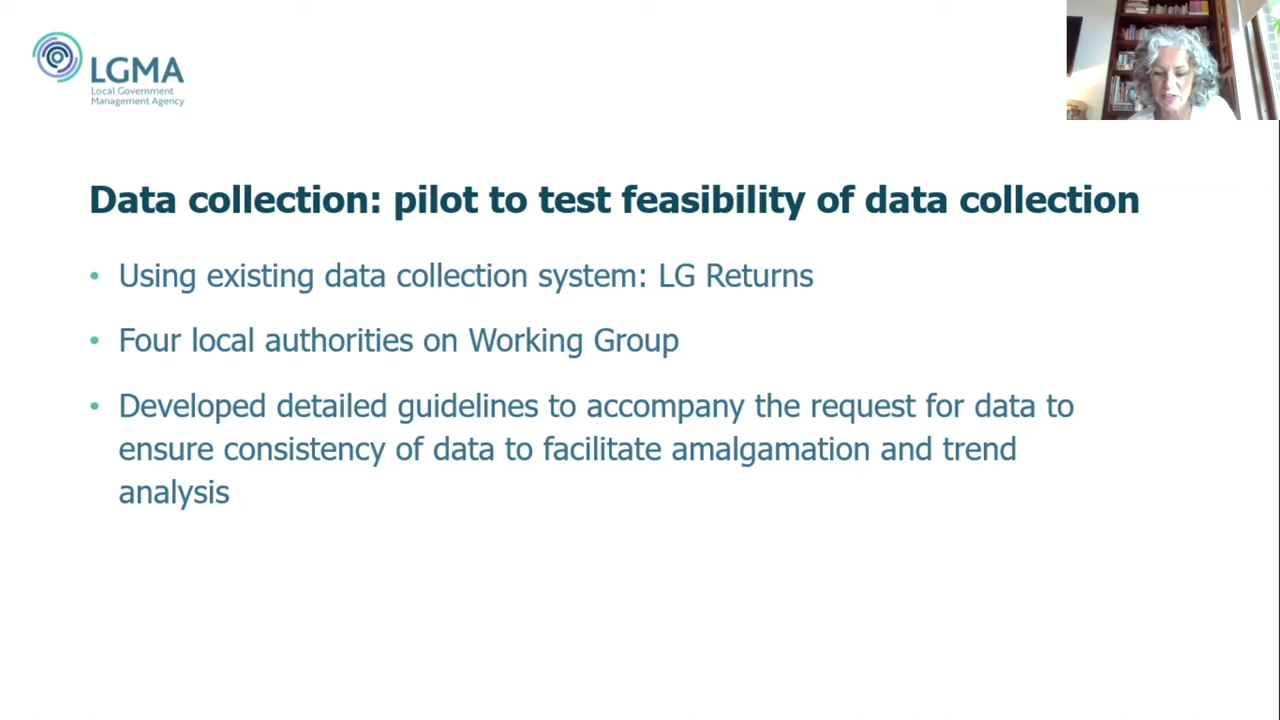 LGMA
Local Government
Management Agency
Data collection: pilot to test feasibility of data collection
• Using existing data collection system: LG Returns
• Four local authorities on Working Group
• Developed detailed guidelines to accompany the request for data to
ensure consistency of data to facilitate amalgamation and trend
analysis